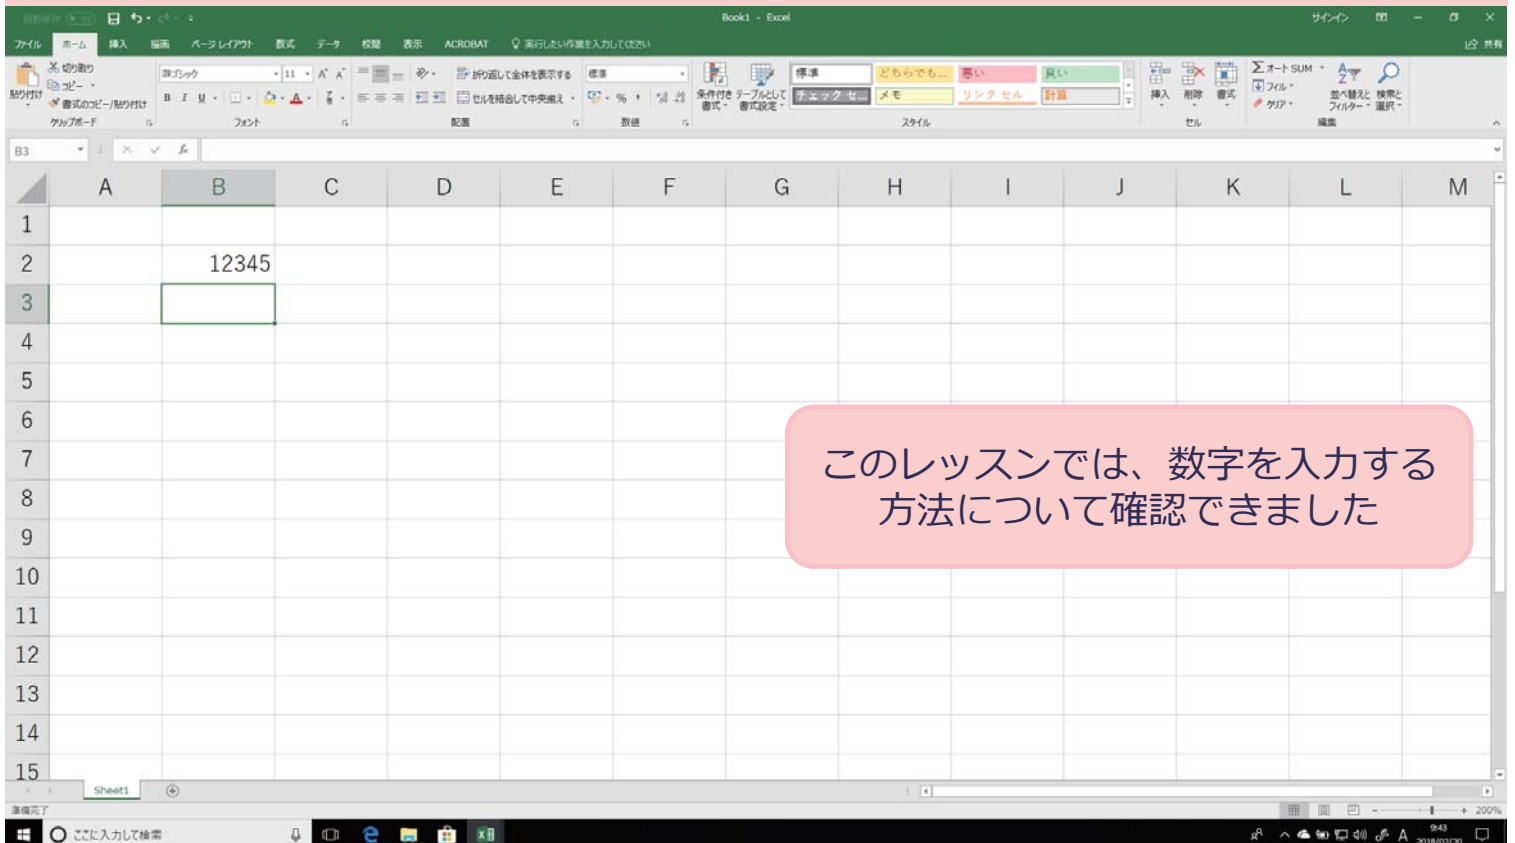 Book1 - Excel
サインイン
ファイル ホーム 挿入 描画 ページ レイアウト 数式 データ 校閲 表示 ACROBAT 実行したい作業を入力してください 共有
切り取り
コピー
書式のコピー/貼り付け
貼り付け
クリップボード
游ゴシック 11
B I U
フォント
折り返して全体を表示する
セルを結合して中央揃え
配置
標準
%
数値
条件付き書式
テーブルとして書式設定
標準 どちらでも... 悪い 良い
チェック セ... メモ リンク セル 計算
スタイル
挿入 削除 書式
セル
オート SUM
フィル
クリア
並べ替えと フィルター
検索と 選択
編集
B3 fx
A B C D E F G H I J K L M
1
2 12345
3
4
5
6
7
8
9
10
11
12
13
14
15
このレッスンでは、数字を入力する
方法について確認できました
Sheet1
準備完了 200%
ここに入力して検索
A 9:43
2018/02/20